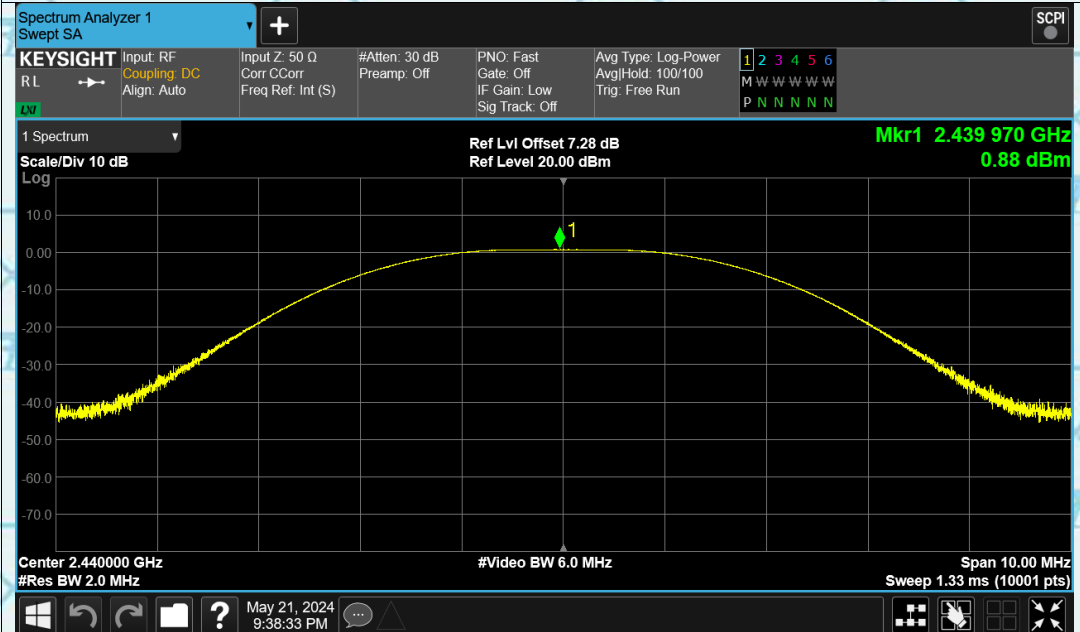 Spectrum Analyzer 1
Swept SA
+
SCPI
KEYSIGHT
RL
LXI
Input: RF
Coupling: DC
Align: Auto
Input Z: 50 Ω
Corr CCorr
Freq Ref: Int (S)
#Atten: 30 dB
Preamp: Off
PNO: Fast
Gate: Off
IF Gain: Low
Sig Track: Off
Avg Type: Log-Power
Avg|Hold: 100/100
Trig: Free Run
1 2 3 4 5 6
M W W W W W
P N N N N N
1 Spectrum
Scale/Div 10 dB
Log
Ref Lvl Offset 7.28 dB
Ref Level 20.00 dBm
Mkr1 2.439 970 GHz
0.88 dBm
1
10.0
0.00
-10.0
-20.0
-30.0
-40.0
-50.0
-60.0
-70.0
Center 2.440000 GHz
#Res BW 2.0 MHz
#Video BW 6.0 MHz
Span 10.00 MHz
Sweep 1.33 ms (10001 pts)
?
May 21, 2024
9:38:33 PM